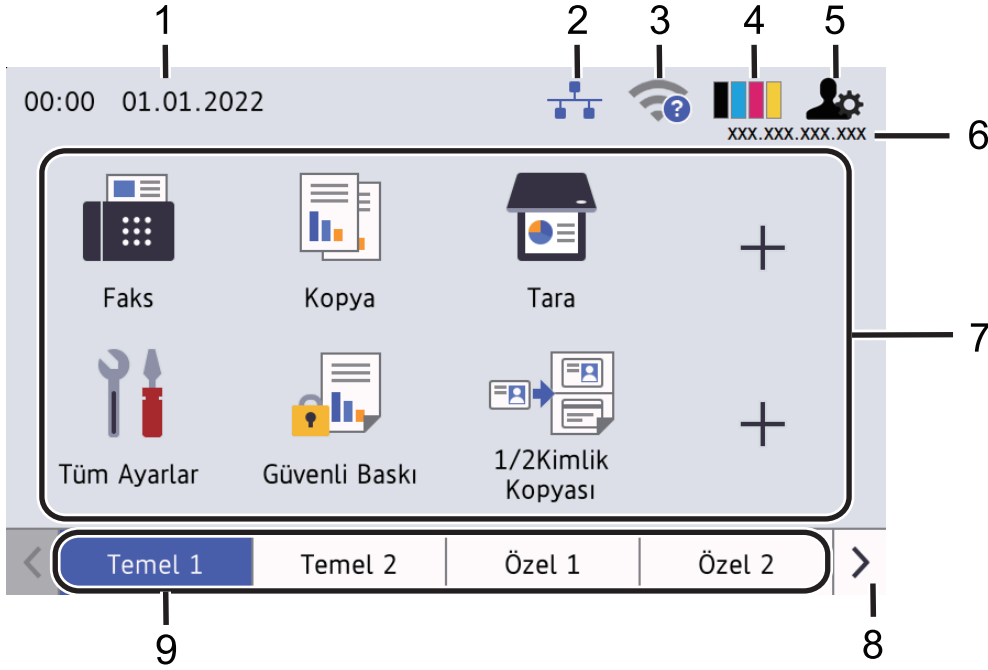 1 2 3 4 5
00:00 01.01.2022
?
XXX.XXX.XXX.XXX 6
Faks Kopya Tara +
7
Tüm Ayarlar Güvenli Baskı 1/2Kimlik
Kopyası +
Temel 1 Temel 2 Özel 1 Özel 2
9 8